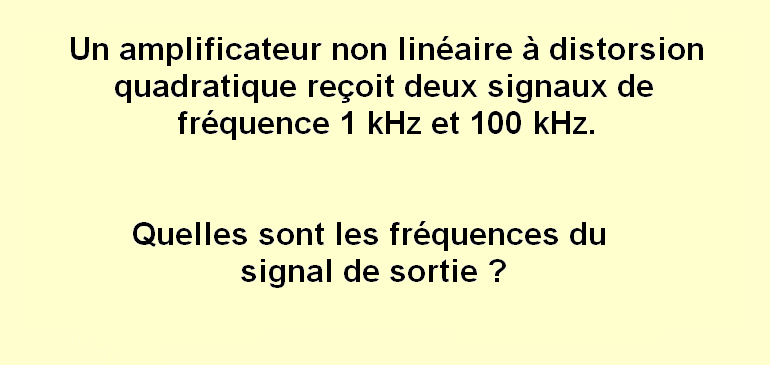 Un amplificateur non linéaire à distorsion
quadratique reçoit deux signaux de
fréquence 1 kHz et 100 kHz.
Quelles sont les fréquences du
signal de sortie ?